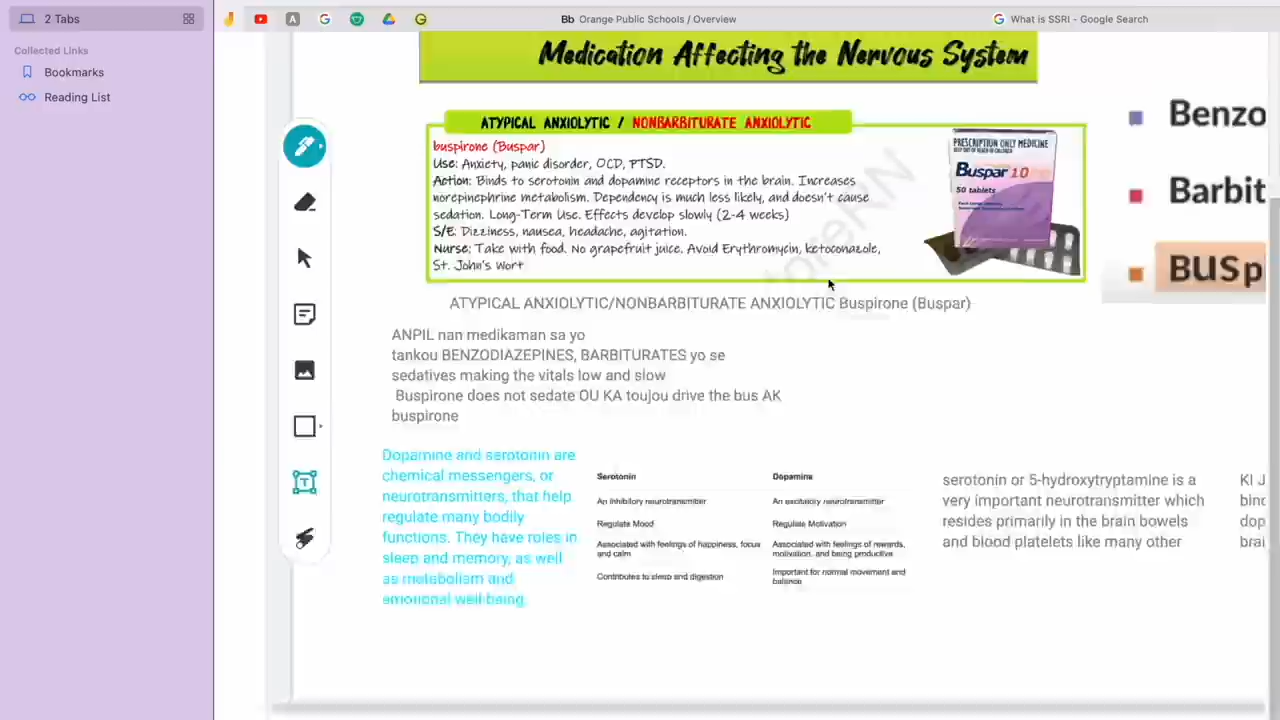 2 Tabs
Collected Links
Bookmarks
Reading List
Bb Orange Public Schools / Overview
What is SSRI - Google Search
Medication Affecting the Nervous System
ATYPICAL ANXIOLYTIC / NONBARBITURATE ANXIOLYTIC
buspirone (Buspar)
Use: Anxiety, panic disorder, OCD, PTSD.
Action: Binds to serotonin and dopamine receptors in the brain. Increases
norepinephrine metabolism. Dependency is much less likely, and doesn't cause
sedation. Long-Term Use. Effects develop slowly (2-4 weeks)
S/E: Dizziness, nausea, headache, agitation.
Nurse: Take with food. No grapefruit juice. Avoid Erythromycin, ketoconazole,
St. John's Wort
PRESCRIPTION ONLY MEDICINE
Buspar 10
50 tablets
Benzo
Barbit
BUSp
ATYPICAL ANXIOLYTIC/NONBARBITURATE ANXIOLYTIC Buspirone (Buspar)
ANPIL nan medikaman sa yo
tankou BENZODIAZEPINES, BARBITURATES yo se
sedatives making the vitals low and slow
Buspirone does not sedate OU KA toujou drive the bus AK
buspirone
Dopamine and serotonin are
chemical messengers, or
neurotransmitters, that help
regulate many bodily
functions. They have roles in
sleep and memory, as well
as metabolism and
emotional well-being.
Serotonin
Dopamine
An inhibitory neurotransmitter
An excitatory neurotransmitter
Regulate Mood
Regulate Motivation
Associated with feelings of happiness, focus
and calm
Associated with feelings of rewards,
motivation, and being productive
Contributes to sleep and digestion
Important for normal movement and
balance
serotonin or 5-hydroxytryptamine is a
very important neurotransmitter which
resides primarily in the brain bowels
and blood platelets like many other
KI J
binc
dop
brai